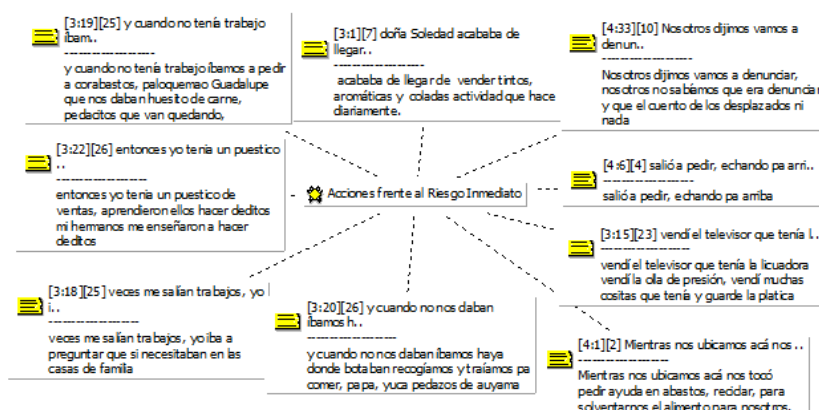 [3:19][25] y cuando no tenía trabajo
íbam..
--------------------
y cuando no tenía trabajo íbamos a pedir
a corabastos, paloquemao Guadalupe
que nos daban huesito de carne,
pedacitos que van quedando,
[3:1][7] doña Soledad acababa de
llegar..
--------------------
acababa de llegar de vender tintos,
aromáticas y coladas actividad que hace
diariamente.
[4:33][10] Nosotros dijimos vamos a
denun..
--------------------
Nosotros dijimos vamos a denunciar,
nosotros no sabíamos que era denunciar
y que el cuento de los desplazados ni
nada
[3:22][26] entonces yo tenia un puestico
..
--------------------
entonces yo tenia un puestico de
ventas, aprendieron ellos hacer deditos
mi hermanos me enseñaron a hacer
deditos
Acciones frente al Riesgo Inmediato
[4:6][4] salió a pedir, echando pa arri..
--------------------
salió a pedir, echando pa arriba
[3:15][23] vendí el televisor que tenía l..
--------------------
vendí el televisor que tenía la licuadora
vendí la olla de presión, vendí muchas
cositas que tenía y guarde la platica
[3:18][25] veces me salían trabajos, yo
i..
--------------------
veces me salían trabajos, yo iba a
preguntar que si necesitaban en las
casas de familia
[3:20][26] y cuando no nos daban
íbamos h..
--------------------
y cuando no nos daban íbamos haya
donde botaban recogíamos y traíamos pa
comer, papa, yuca pedazos de auyama
[4:1][2] Mientras nos ubicamos acá nos ..
--------------------
Mientras nos ubicamos acá nos tocó
pedir ayuda en abastos, reciclar, para
solventarnos el alimento para nosotros.